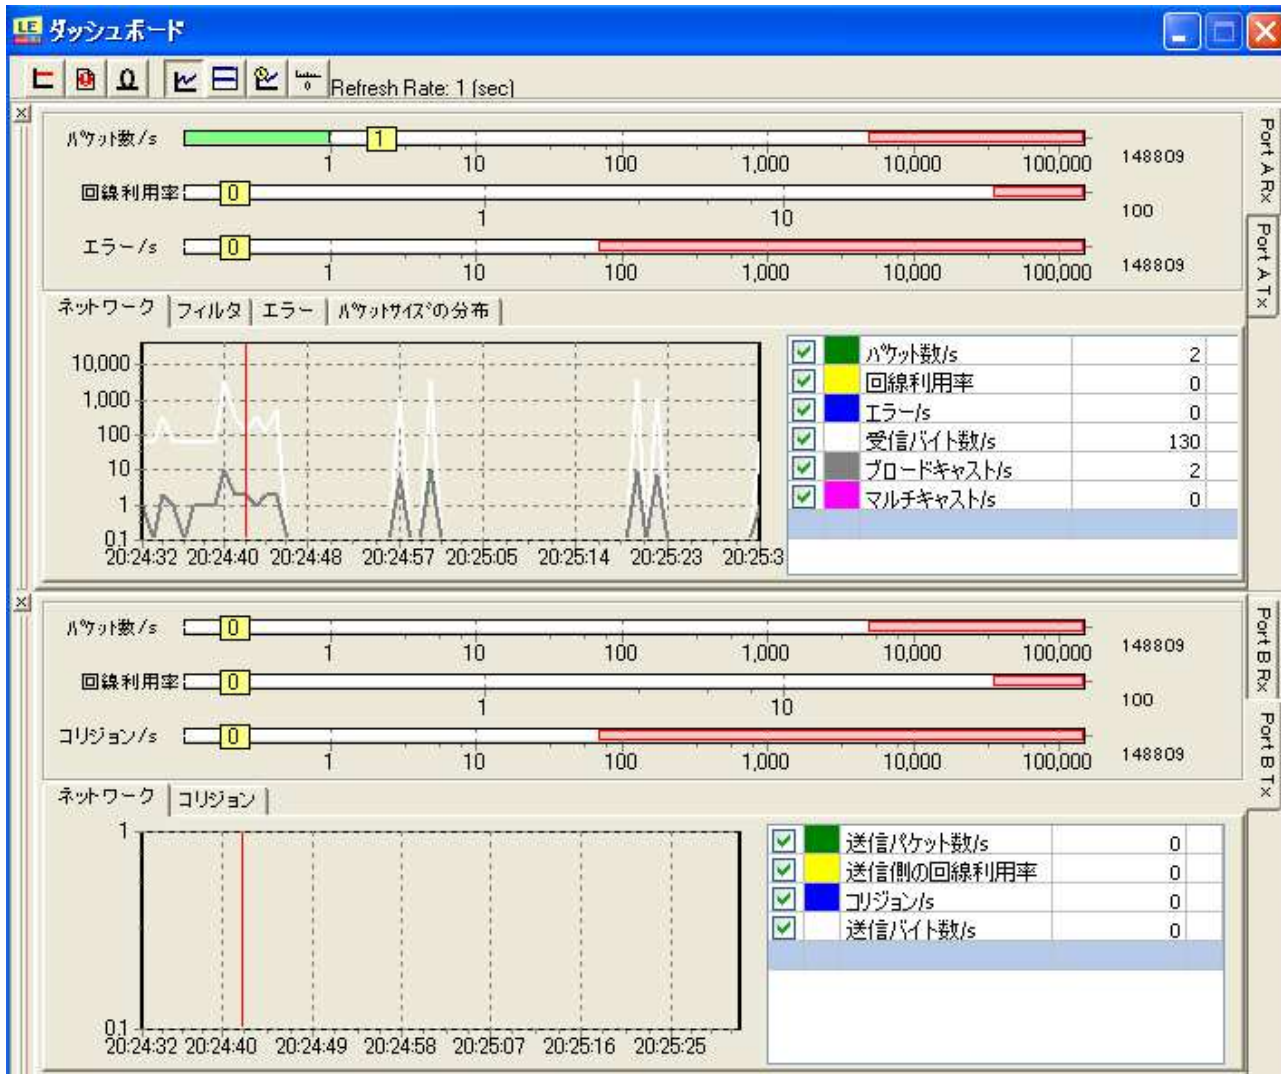 LE ダッシュボード
Refresh Rate: 1 (sec)
パケット数/s 1 148809
1 10 100 1,000 10,000 100,000
回線利用率 0 100
1 10
エラー/s 0 148809
1 10 100 1,000 10,000 100,000
Port A Rx
Port A Tx
ネットワーク フィルタ エラー パケットサイズの分布
10,000
1,000
100
10
1
0.1
20:24:32 20:24:40 20:24:48 20:24:57 20:25:05 20:25:14 20:25:23 20:25:3
パケット数/s 2
回線利用率 0
エラー/s 0
受信バイト数/s 130
ブロードキャスト/s 2
マルチキャスト/s 0
パケット数/s 0 148809
1 10 100 1,000 10,000 100,000
回線利用率 0 100
1 10
コリジョン/s 0 148809
1 10 100 1,000 10,000 100,000
Port B Rx
Port B Tx
ネットワーク コリジョン
1
0.1
20:24:32 20:24:40 20:24:49 20:24:58 20:25:07 20:25:16 20:25:25
送信パケット数/s 0
送信側の回線利用率 0
コリジョン/s 0
送信バイト数/s 0